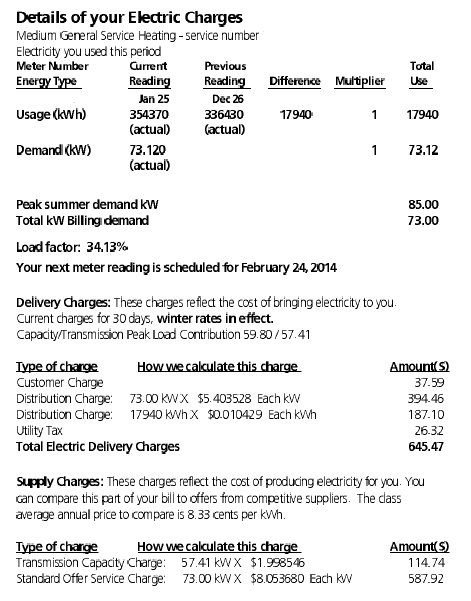 Details of your Electric Charges
Medium General Service Heating - service number
Electricity you used this period
Meter Number Current Previous Total
Energy Type Reading Reading Difference Multiplier Use
Jan 25 Dec 26
Usage (kWh) 354370 336430 17940 1 17940
(actual) (actual)
Demand (kW) 73.120 1 73.12
(actual)
Peak summer demand kW 85.00
Total kW Billing demand 73.00
Load factor: 34.13%
Your next meter reading is scheduled for February 24, 2014
Delivery Charges: These charges reflect the cost of bringing electricity to you.
Current charges for 30 days, winter rates in effect.
Capacity/Transmission Peak Load Contribution 59.80 / 57.41
Type of charge How we calculate this charge Amount($)
Customer Charge 37.59
Distribution Charge: 73.00 kW X $5.403528 Each kW 394.46
Distribution Charge: 17940 kWh X $0.010429 Each kWh 187.10
Utility Tax 26.32
Total Electric Delivery Charges 645.47
Supply Charges: These charges reflect the cost of producing electricity for you. You
can compare this part of your bill to offers from competitive suppliers. The class
average annual price to compare is 8.33 cents per kWh.
Type of charge How we calculate this charge Amount($)
Transmission Capacity Charge: 57.41 kW X $1.998546 114.74
Standard Offer Service Charge: 73.00 kW X $8.053680 Each kW 587.92